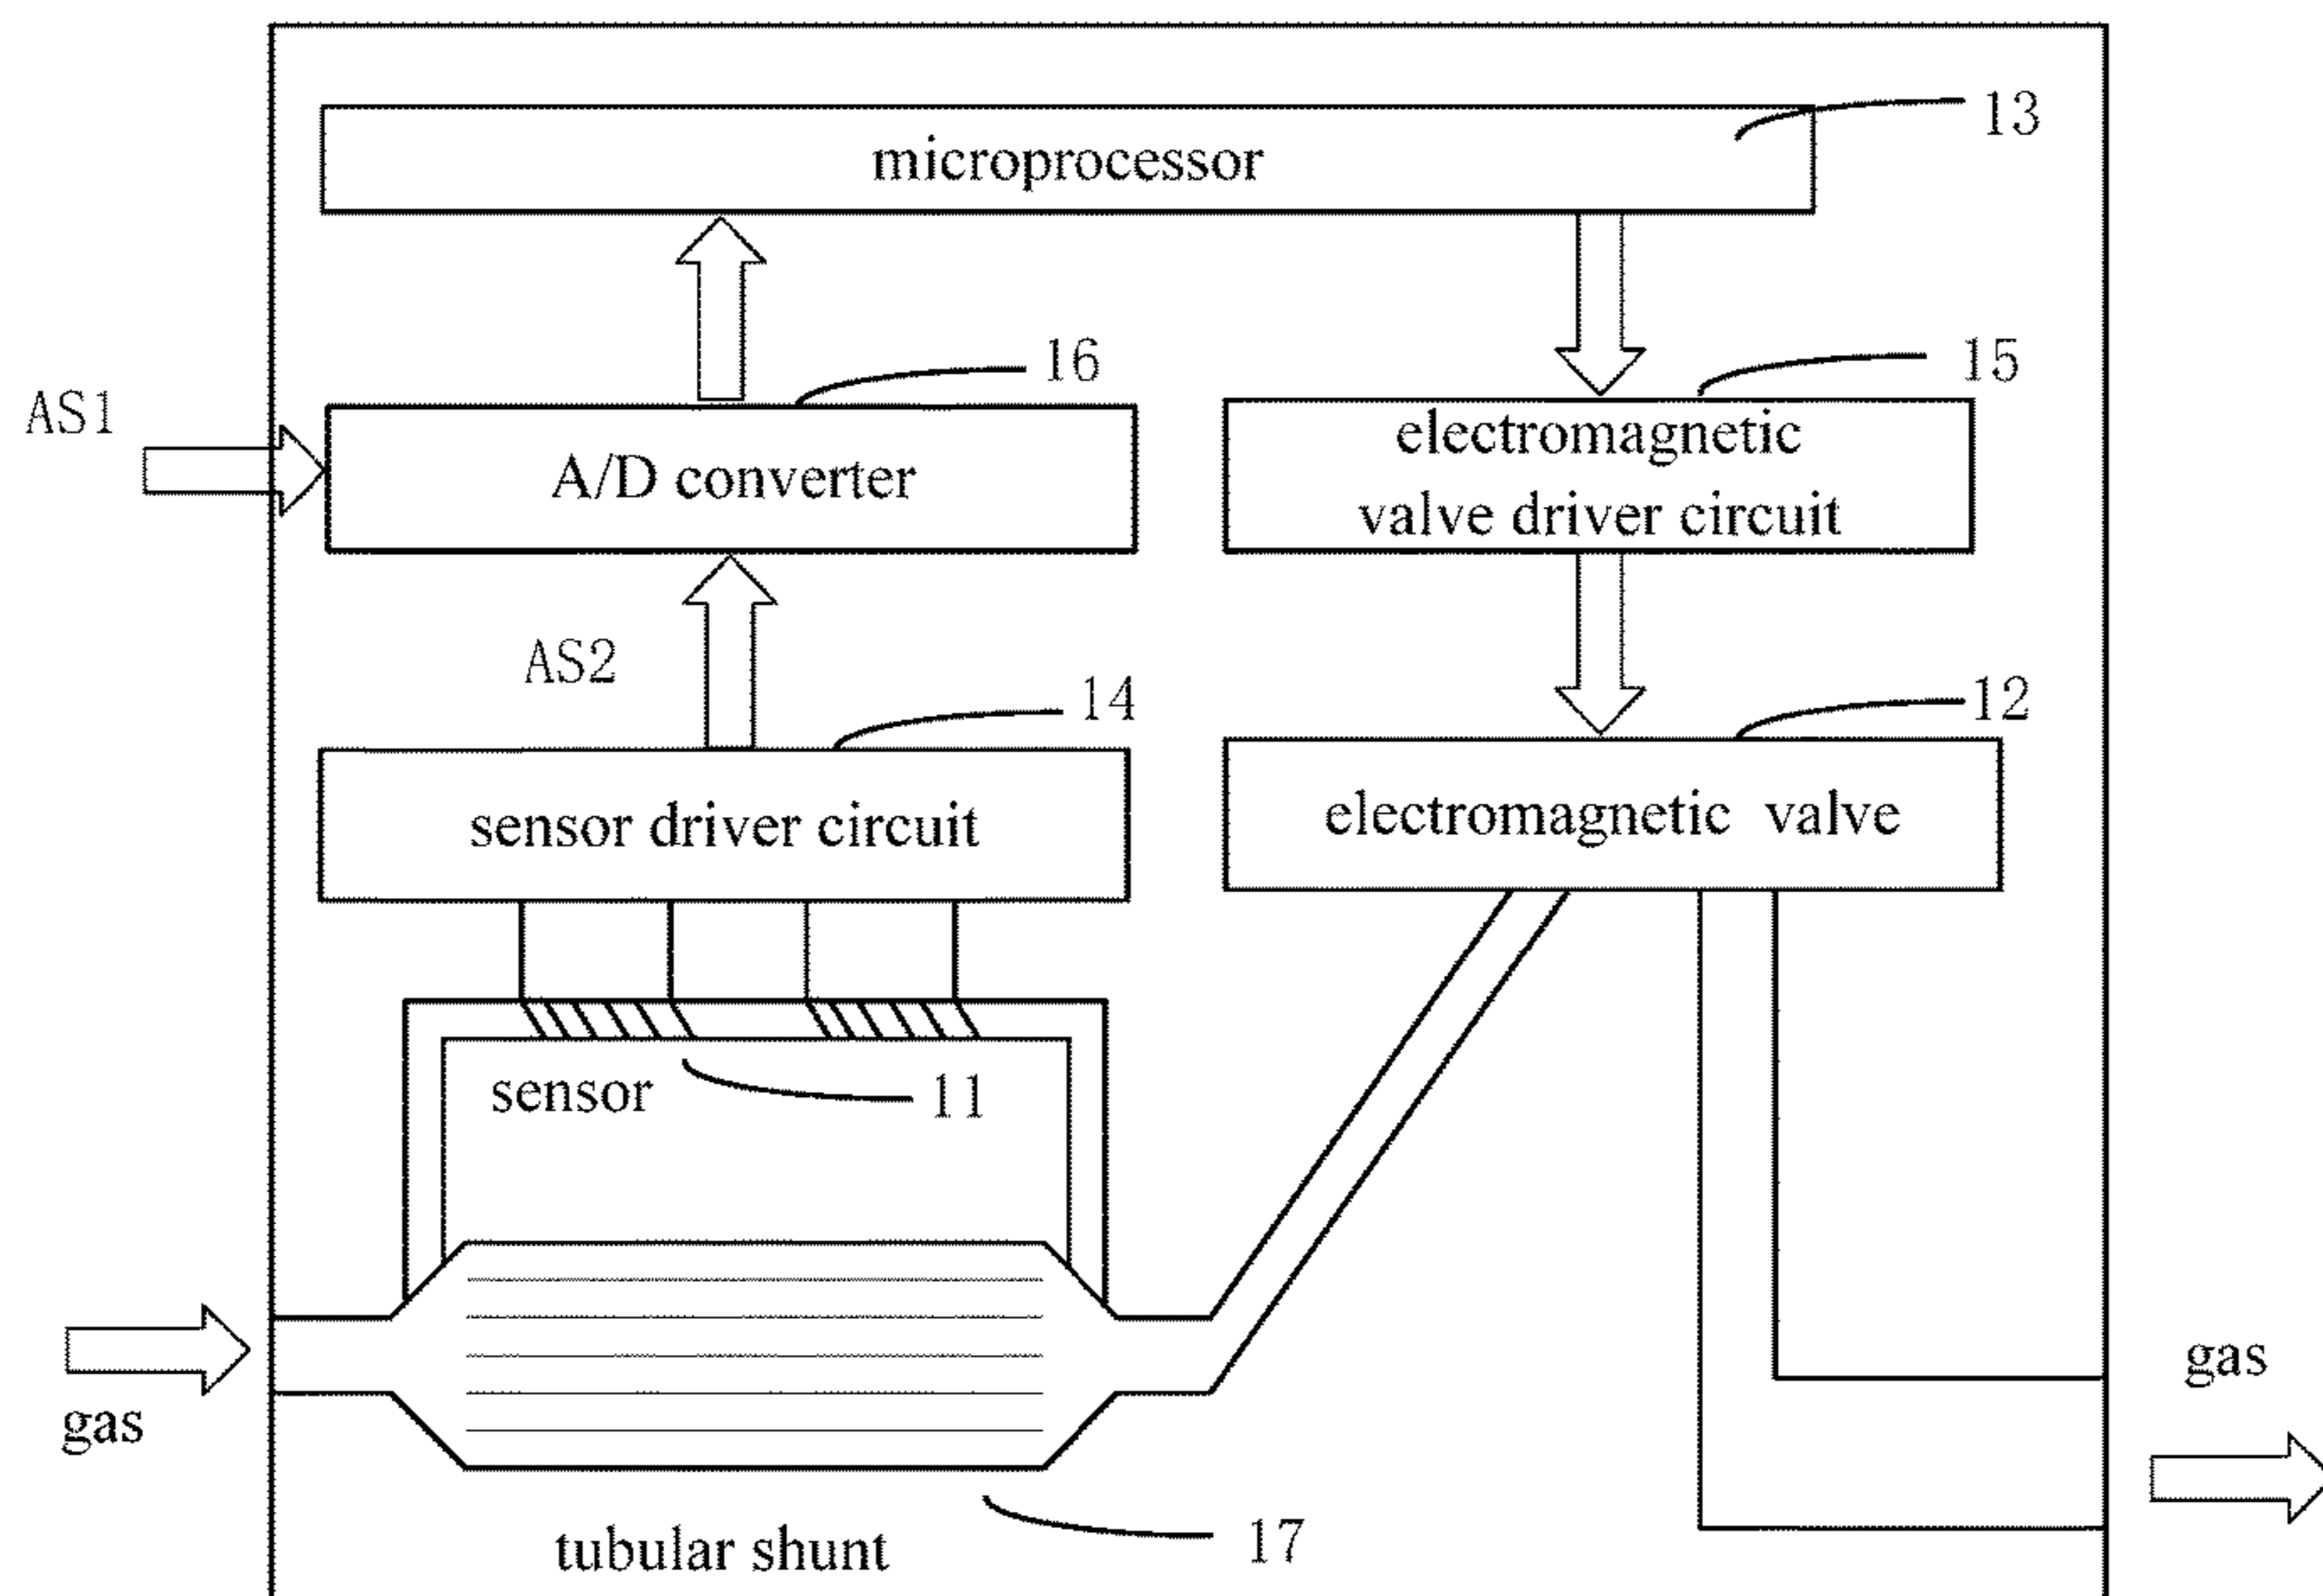 13
microprocessor
16
15
AS1
electromagnetic
valve driver circuit
A/D converter
AS2
14
12
sensor driver circuit
electromagnetic valve
sensor
11
gas
gas
17
tubular shunt